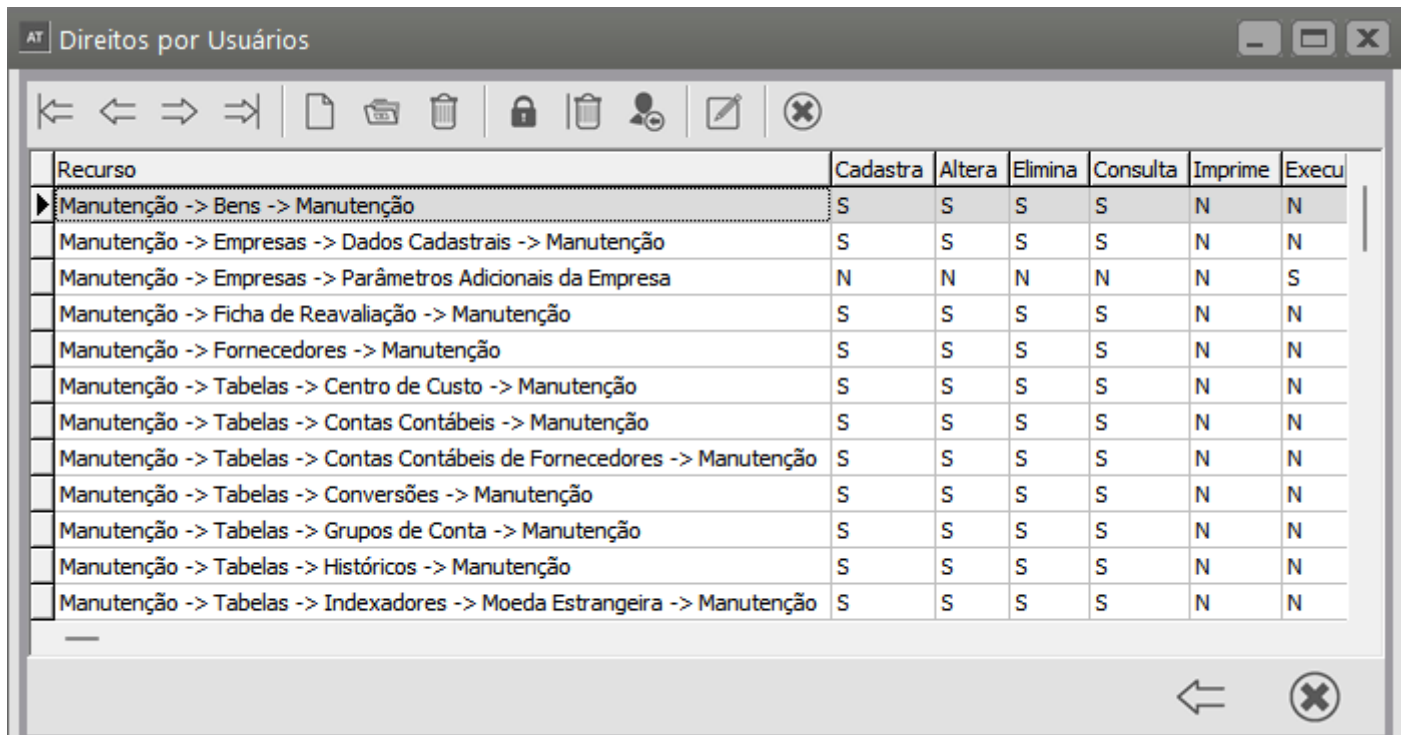 AT Direitos por Usuários
Recurso Cadastra Altera Elimina Consulta Imprime Execu
Manutenção -> Bens -> Manutenção S S S S N N
Manutenção -> Empresas -> Dados Cadastrais -> Manutenção S S S S N N
Manutenção -> Empresas -> Parâmetros Adicionais da Empresa N N N N N S
Manutenção -> Ficha de Reavaliação -> Manutenção S S S S N N
Manutenção -> Fornecedores -> Manutenção S S S S N N
Manutenção -> Tabelas -> Centro de Custo -> Manutenção S S S S N N
Manutenção -> Tabelas -> Contas Contábeis -> Manutenção S S S S N N
Manutenção -> Tabelas -> Contas Contábeis de Fornecedores -> Manutenção S S S S N N
Manutenção -> Tabelas -> Conversões -> Manutenção S S S S N N
Manutenção -> Tabelas -> Grupos de Conta -> Manutenção S S S S N N
Manutenção -> Tabelas -> Históricos -> Manutenção S S S S N N
Manutenção -> Tabelas -> Indexadores -> Moeda Estrangeira -> Manutenção S S S S N N